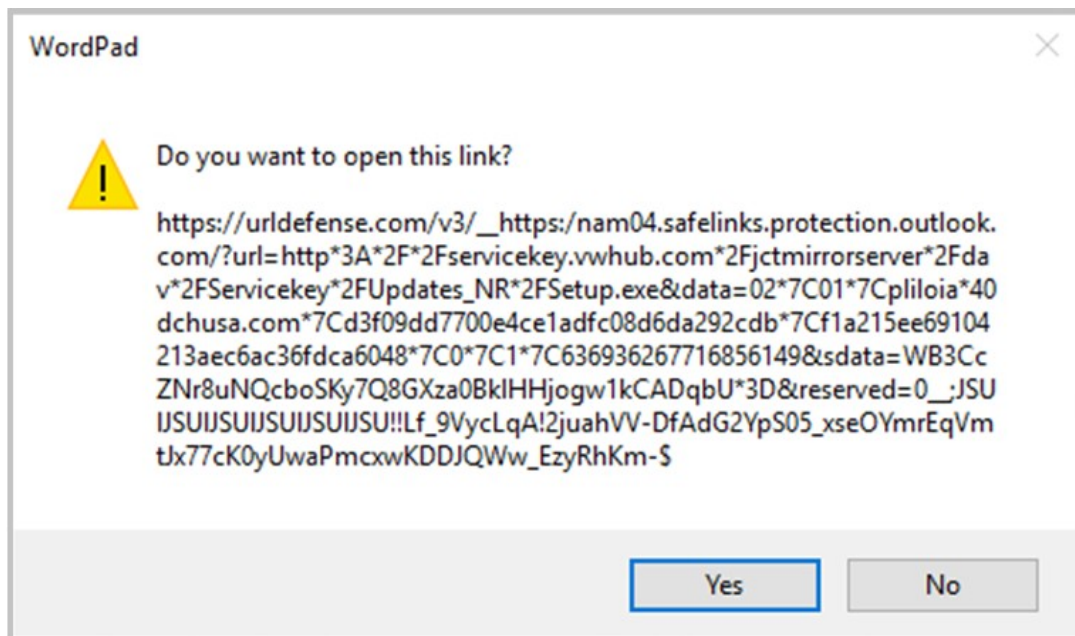 WordPad
Do you want to open this link?
https://urldefense.com/v3/__https:/nam04.safelinks.protection.outlook.
com/?url=http*3A*2F*2Fservicekey.vwhub.com*2Fjctmirrorserver*2Fda
v*2FServicekey*2FUpdates_NR*2FSetup.exe&data=02*7C01*7Cpliloia*40
dchusa.com*7Cd3f09dd7700e4ce1adfc08d6da292cdb*7Cf1a215ee69104
213aec6ac36fdca6048*7C0*7C1*7C636936267716856149&sdata=WB3Cc
ZNr8uNQcboSKy7Q8GXza0BklHHjogw1kCADqbU*3D&reserved=0__;JSU
lJSUlJSUlJSUlJSUlJSU!!Lf_9VycLqA!2juahVV-DfAdG2YpS05_xseOYmrEqVm
tJx77cK0yUwaPmcxwKDDJQWw_EzyRhKm-$
Yes
No